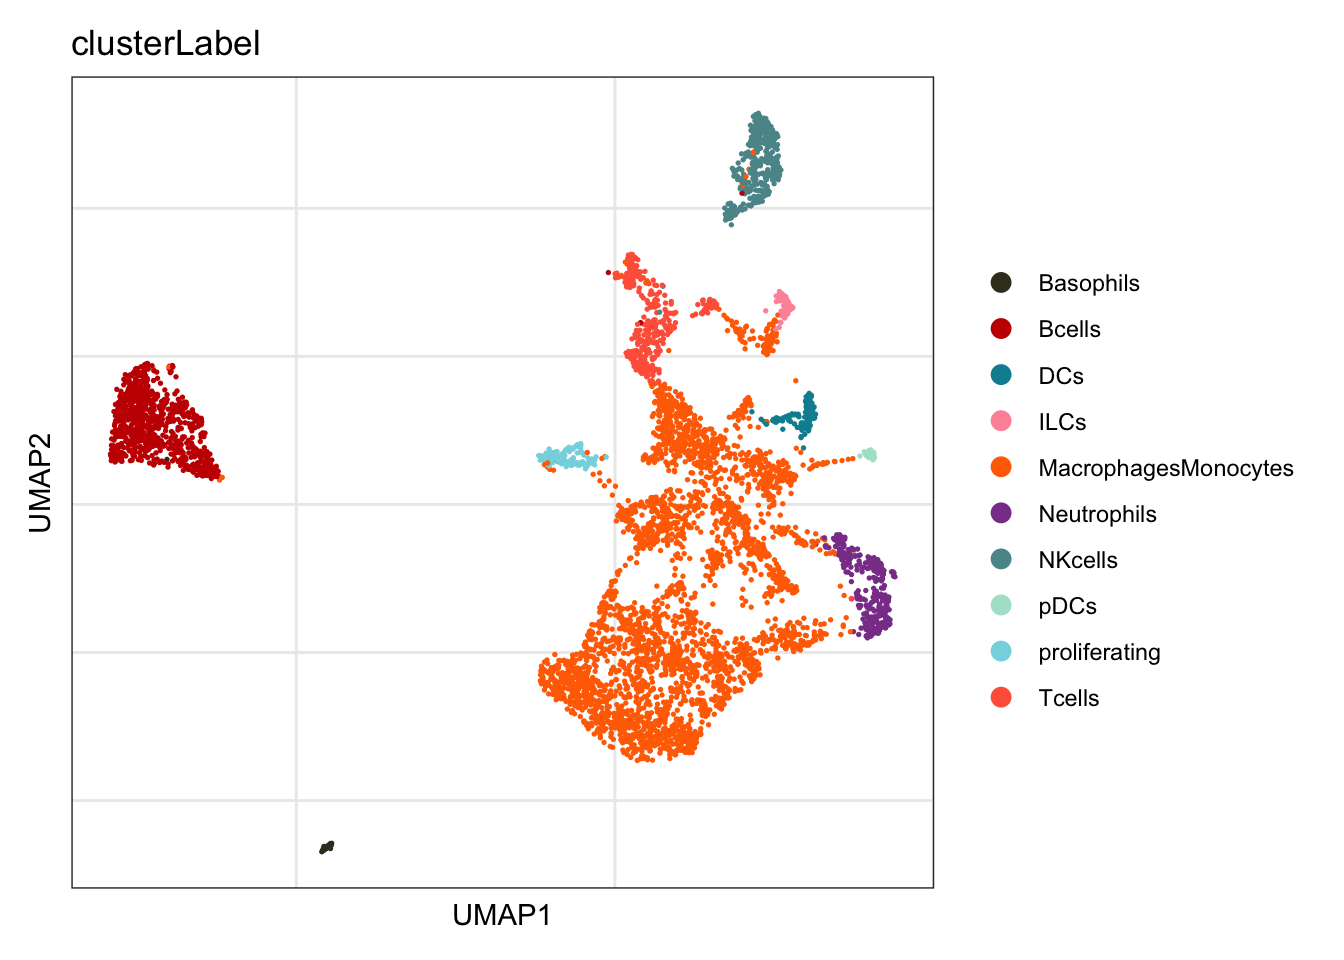 clusterLabel
UMAP2
UMAP1
Basophils
Bcells
DCs
ILCs
MacrophagesMonocytes
Neutrophils
NKcells
pDCs
proliferating
Tcells